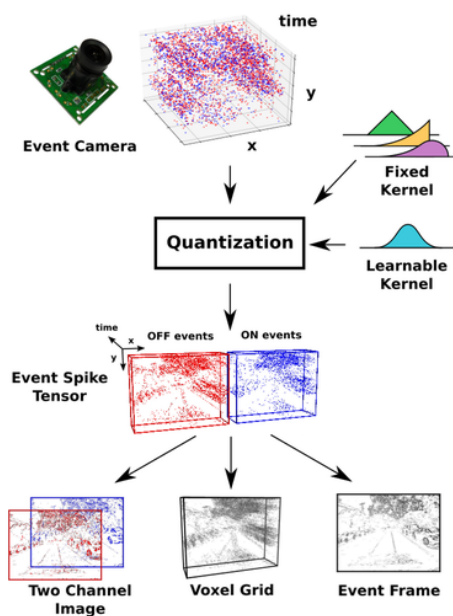 time
y
x
Event Camera
Fixed
Kernel
Quantization
Learnable
Kernel
time
x
y
OFF events
ON events
Event Spike
Tensor
Two Channel
Image
Voxel Grid
Event Frame